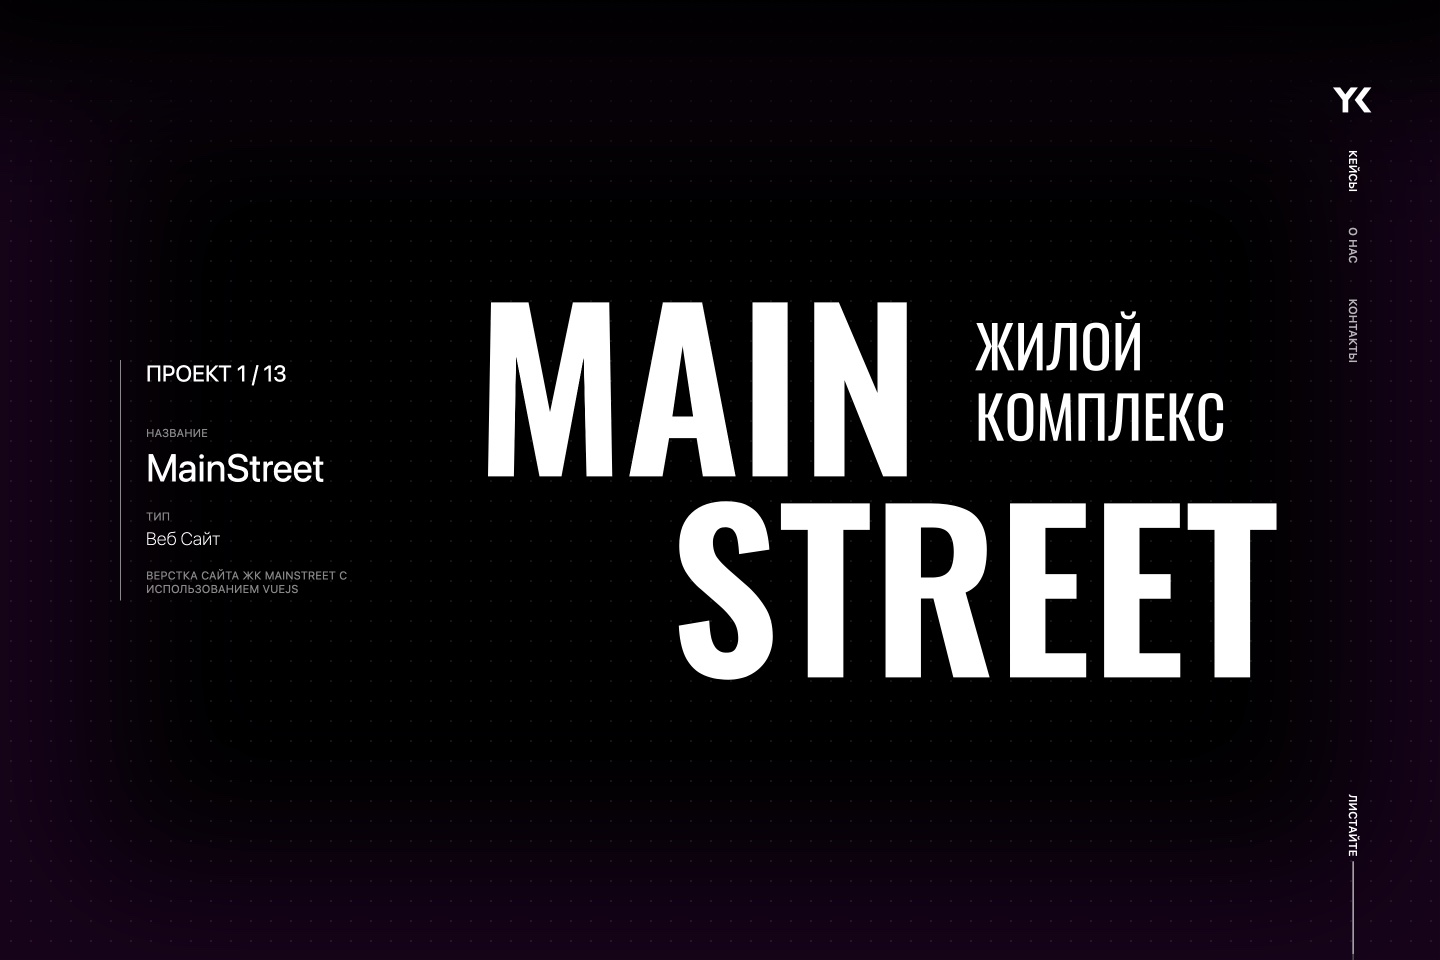 YK
КЕЙСЫ
О НАС
КОНТАКТЫ
ПРОЕКТ 1 / 13
НАЗВАНИЕ
MainStreet
ТИП
Веб Сайт
ВЕРСТКА САЙТА ЖК MAINSTREET С
ИСПОЛЬЗОВАНИЕМ VUEJS
MAIN
ЖИЛОЙ
КОМПЛЕКС
STREET
ЛИСТАЙТЕ